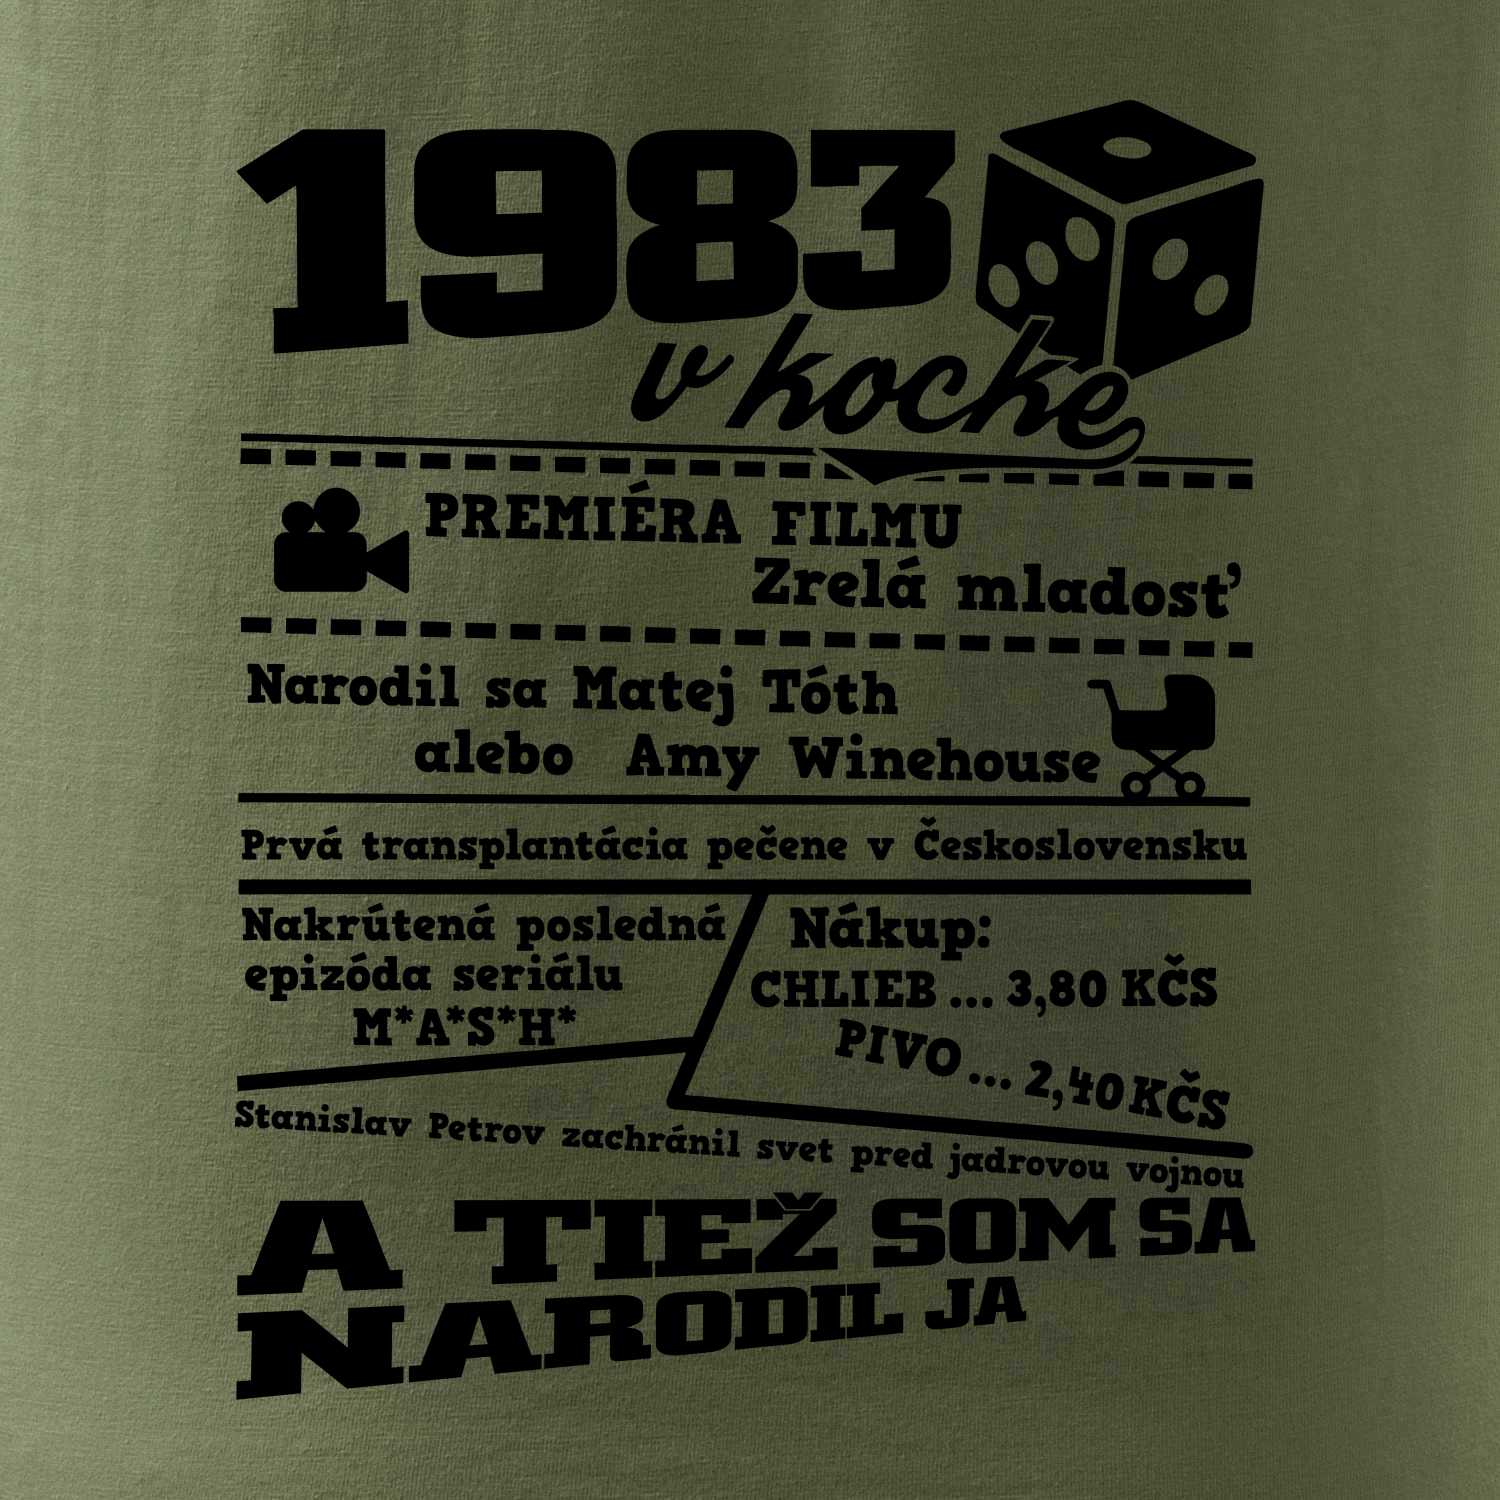 1983
v kocke
PREMIÉRA FILMU
Zrelá mladosť
Narodil sa Matej Tóth
alebo Amy Winehouse
Prvá transplantácia pečene v Československu
Nakrútená posledná
epizóda seriálu
M*A*S*H*
Nákup:
CHLIEB ... 3,80 KČS
PIVO ... 2,40 KČS
Stanislav Petrov zachránil svet pred jadrovou vojnou
A TIEŽ SOM SA
NARODIL JA